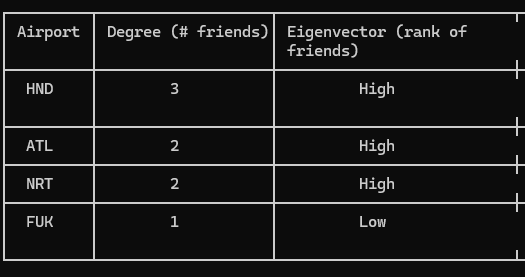 Airport Degree (# friends) Eigenvector (rank of
friends)
HND 3 High
ATL 2 High
NRT 2 High
FUK 1 Low